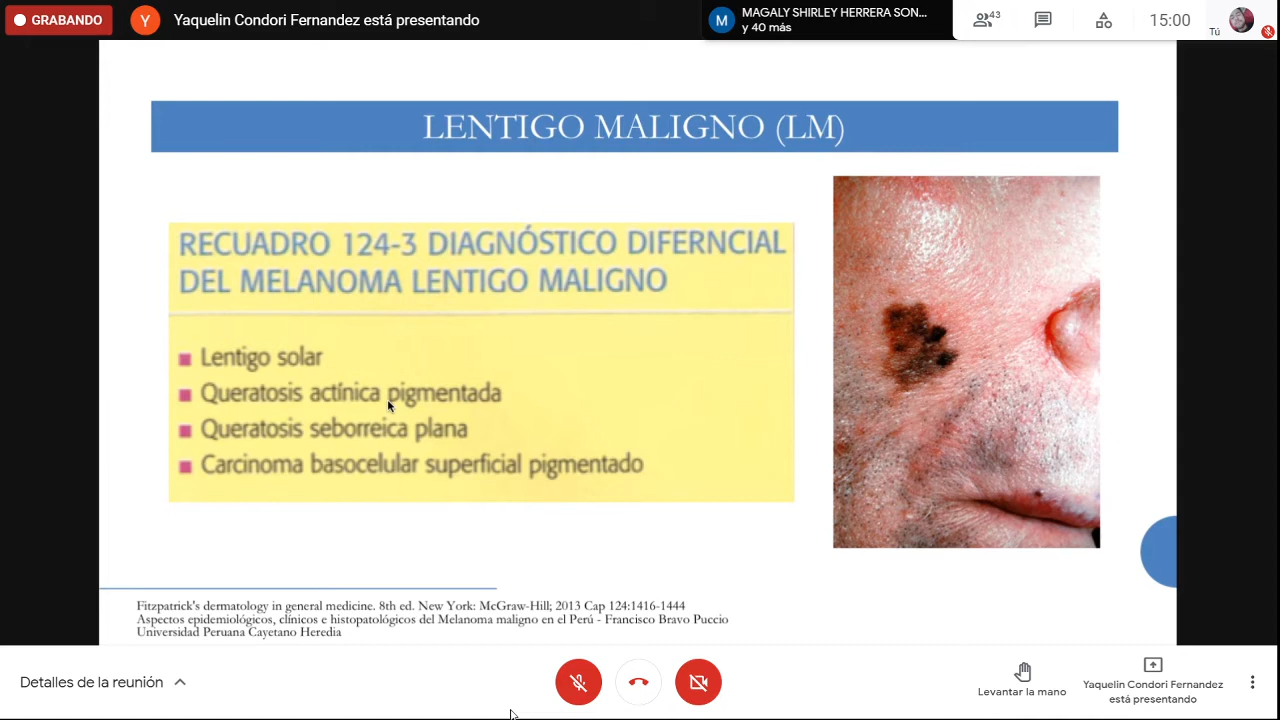 GRABANDO
Y
Yaquelin Condori Fernandez está presentando
M
MAGALY SHIRLEY HERRERA SON...
y 40 más
43
15:00
Tú
LENTIGO MALIGNO (LM)
RECUADRO 124-3 DIAGNÓSTICO DIFERNCIAL
DEL MELANOMA LENTIGO MALIGNO
Lentigo solar
Queratosis actínica pigmentada
Queratosis seborreica plana
Carcinoma basocelular superficial pigmentado
Fitzpatrick's dermatology in general medicine. 8th ed. New York: McGraw-Hill; 2013 Cap 124:1416-1444
Aspectos epidemiológicos, clínicos e histopatológicos del Melanoma maligno en el Perú - Francisco Bravo Puccio
Universidad Peruana Cayetano Heredia
Detalles de la reunión
Levantar la mano
Yaquelin Condori Fernandez
está presentando